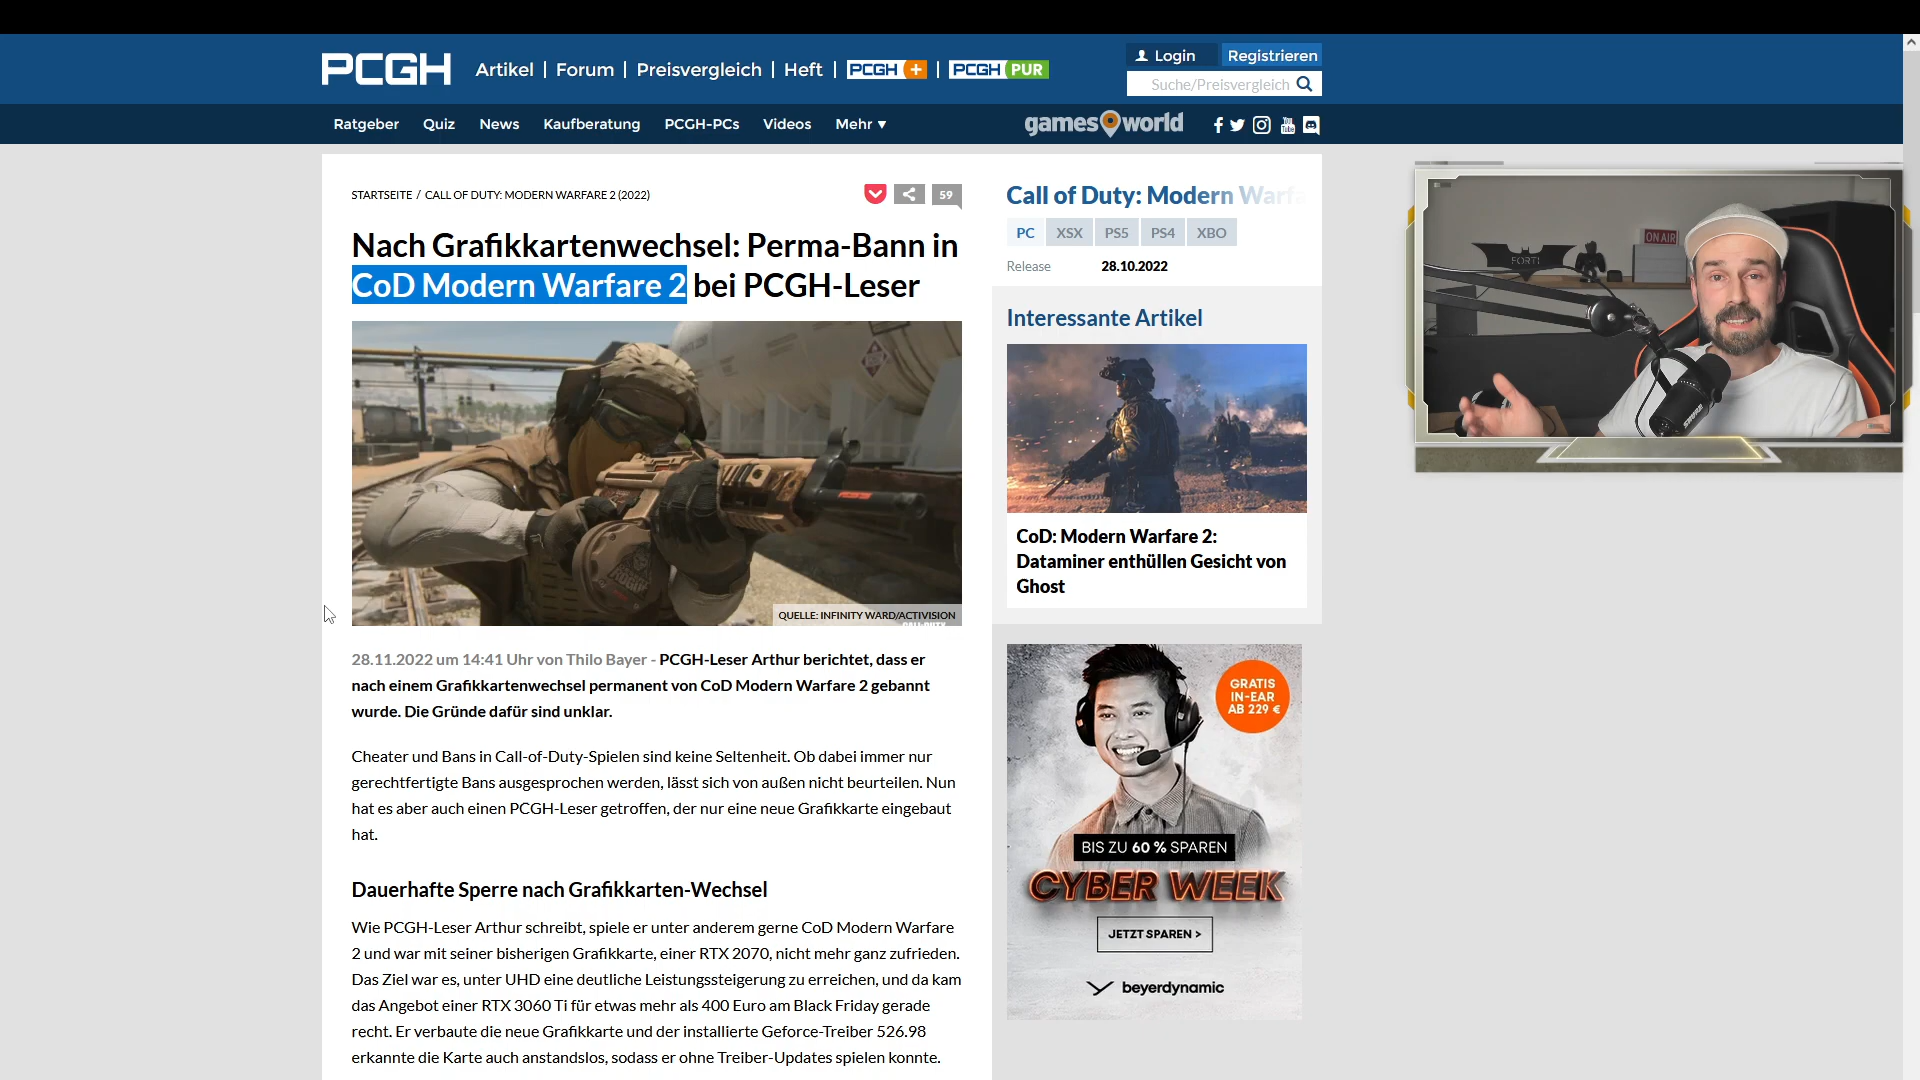 PCGH
Artikel | Forum | Preisvergleich | Heft | PCGH + | PCGH PUR
Login
Registrieren
Suche/Preisvergleich
Ratgeber Quiz News Kaufberatung PCGH-PCs Videos Mehr ▼
games world
STARTSEITE / CALL OF DUTY: MODERN WARFARE 2 (2022)
59
Nach Grafikkartenwechsel: Perma-Bann in
CoD Modern Warfare 2 bei PCGH-Leser
QUELLE: INFINITY WARD/ACTIVISION
28.11.2022 um 14:41 Uhr von Thilo Bayer - PCGH-Leser Arthur berichtet, dass er
nach einem Grafikkartenwechsel permanent von CoD Modern Warfare 2 gebannt
wurde. Die Gründe dafür sind unklar.
Cheater und Bans in Call-of-Duty-Spielen sind keine Seltenheit. Ob dabei immer nur
gerechtfertigte Bans ausgesprochen werden, lässt sich von außen nicht beurteilen. Nun
hat es aber auch einen PCGH-Leser getroffen, der nur eine neue Grafikkarte eingebaut
hat.
Dauerhafte Sperre nach Grafikkarten-Wechsel
Wie PCGH-Leser Arthur schreibt, spiele er unter anderem gerne CoD Modern Warfare
2 und war mit seiner bisherigen Grafikkarte, einer RTX 2070, nicht mehr ganz zufrieden.
Das Ziel war es, unter UHD eine deutliche Leistungssteigerung zu erreichen, und da kam
das Angebot einer RTX 3060 Ti für etwas mehr als 400 Euro am Black Friday gerade
recht. Er verbaute die neue Grafikkarte und der installierte Geforce-Treiber 526.98
erkannte die Karte auch anstandslos, sodass er ohne Treiber-Updates spielen konnte.
Call of Duty: Modern Warfa
PC XSX PS5 PS4 XBO
Release 28.10.2022
Interessante Artikel
CoD: Modern Warfare 2:
Dataminer enthüllen Gesicht von
Ghost
GRATIS
IN-EAR
AB 229 €
BIS ZU 60 % SPAREN
CYBER WEEK
JETZT SPAREN >
beyerdynamic
ON AIR
FORTI
SHURE